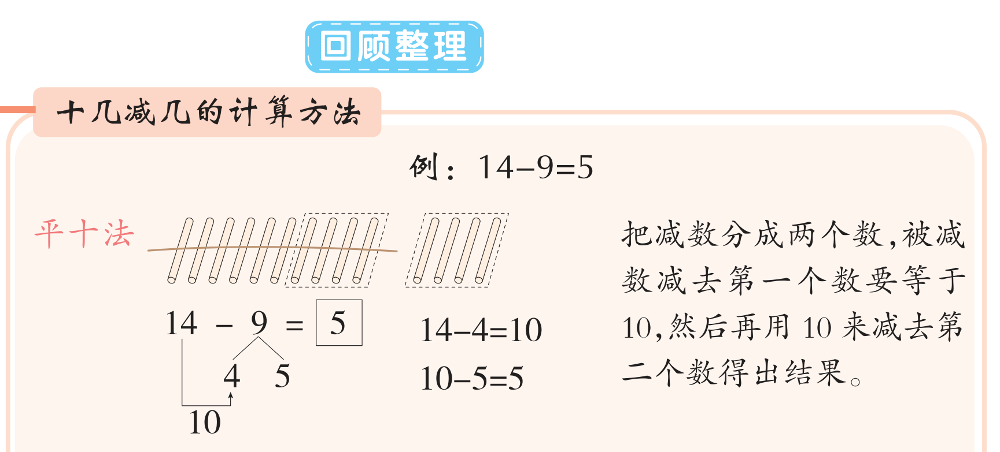 回顾整理
十几减几的计算方法
例：14-9=5
平十法
14 - 9 = 5
4 5
10
14-4=10
10-5=5
把减数分成两个数,被减
数减去第一个数要等于
10,然后再用 10 来减去第
二个数得出结果。